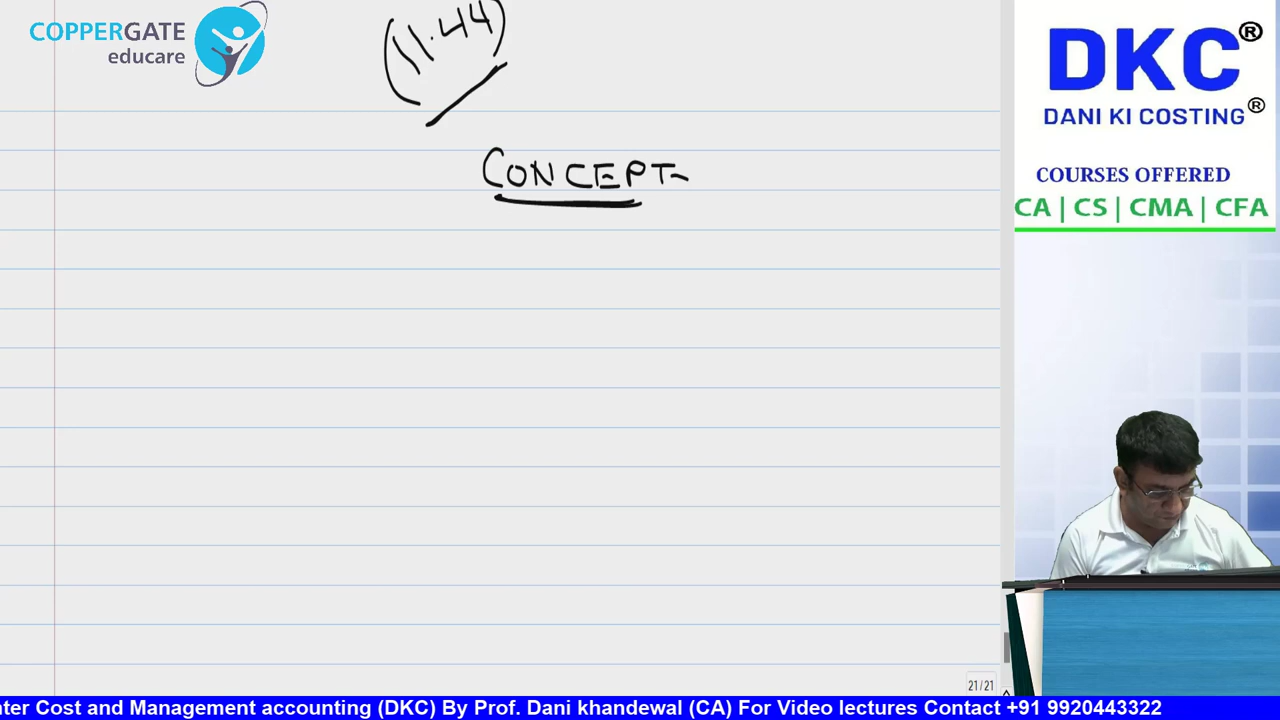 COPPERGATE
educare
(11.44)
CONCEPT-
DKC®
DANI KI COSTING®
COURSES OFFERED
CA | CS | CMA | CFA
21/21
nter Cost and Management accounting (DKC) By Prof. Dani khandewal (CA) For Video lectures Contact +91 9920443322